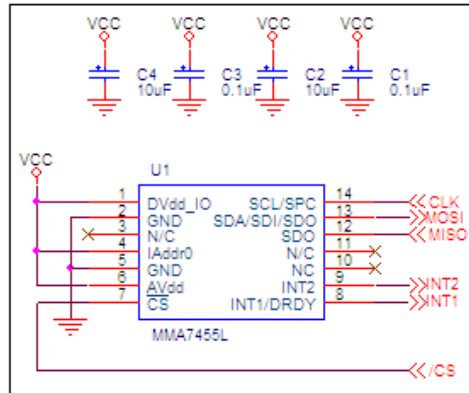 VCC VCC VCC VCC
C4 10uF
C3 0.1uF
C2 10uF
C1 0.1uF
VCC
U1
1 DVdd_IO SCL/SPC 14 CLK
2 GND SDA/SDI/SDO 13 MOSI
3 N/C SDO 12 MISO
4 IAddr0 N/C 11
5 GND NC 10
6 AVdd INT2 9 INT2
7 CS INT1/DRDY 8 INT1
MMA7455L
/CS